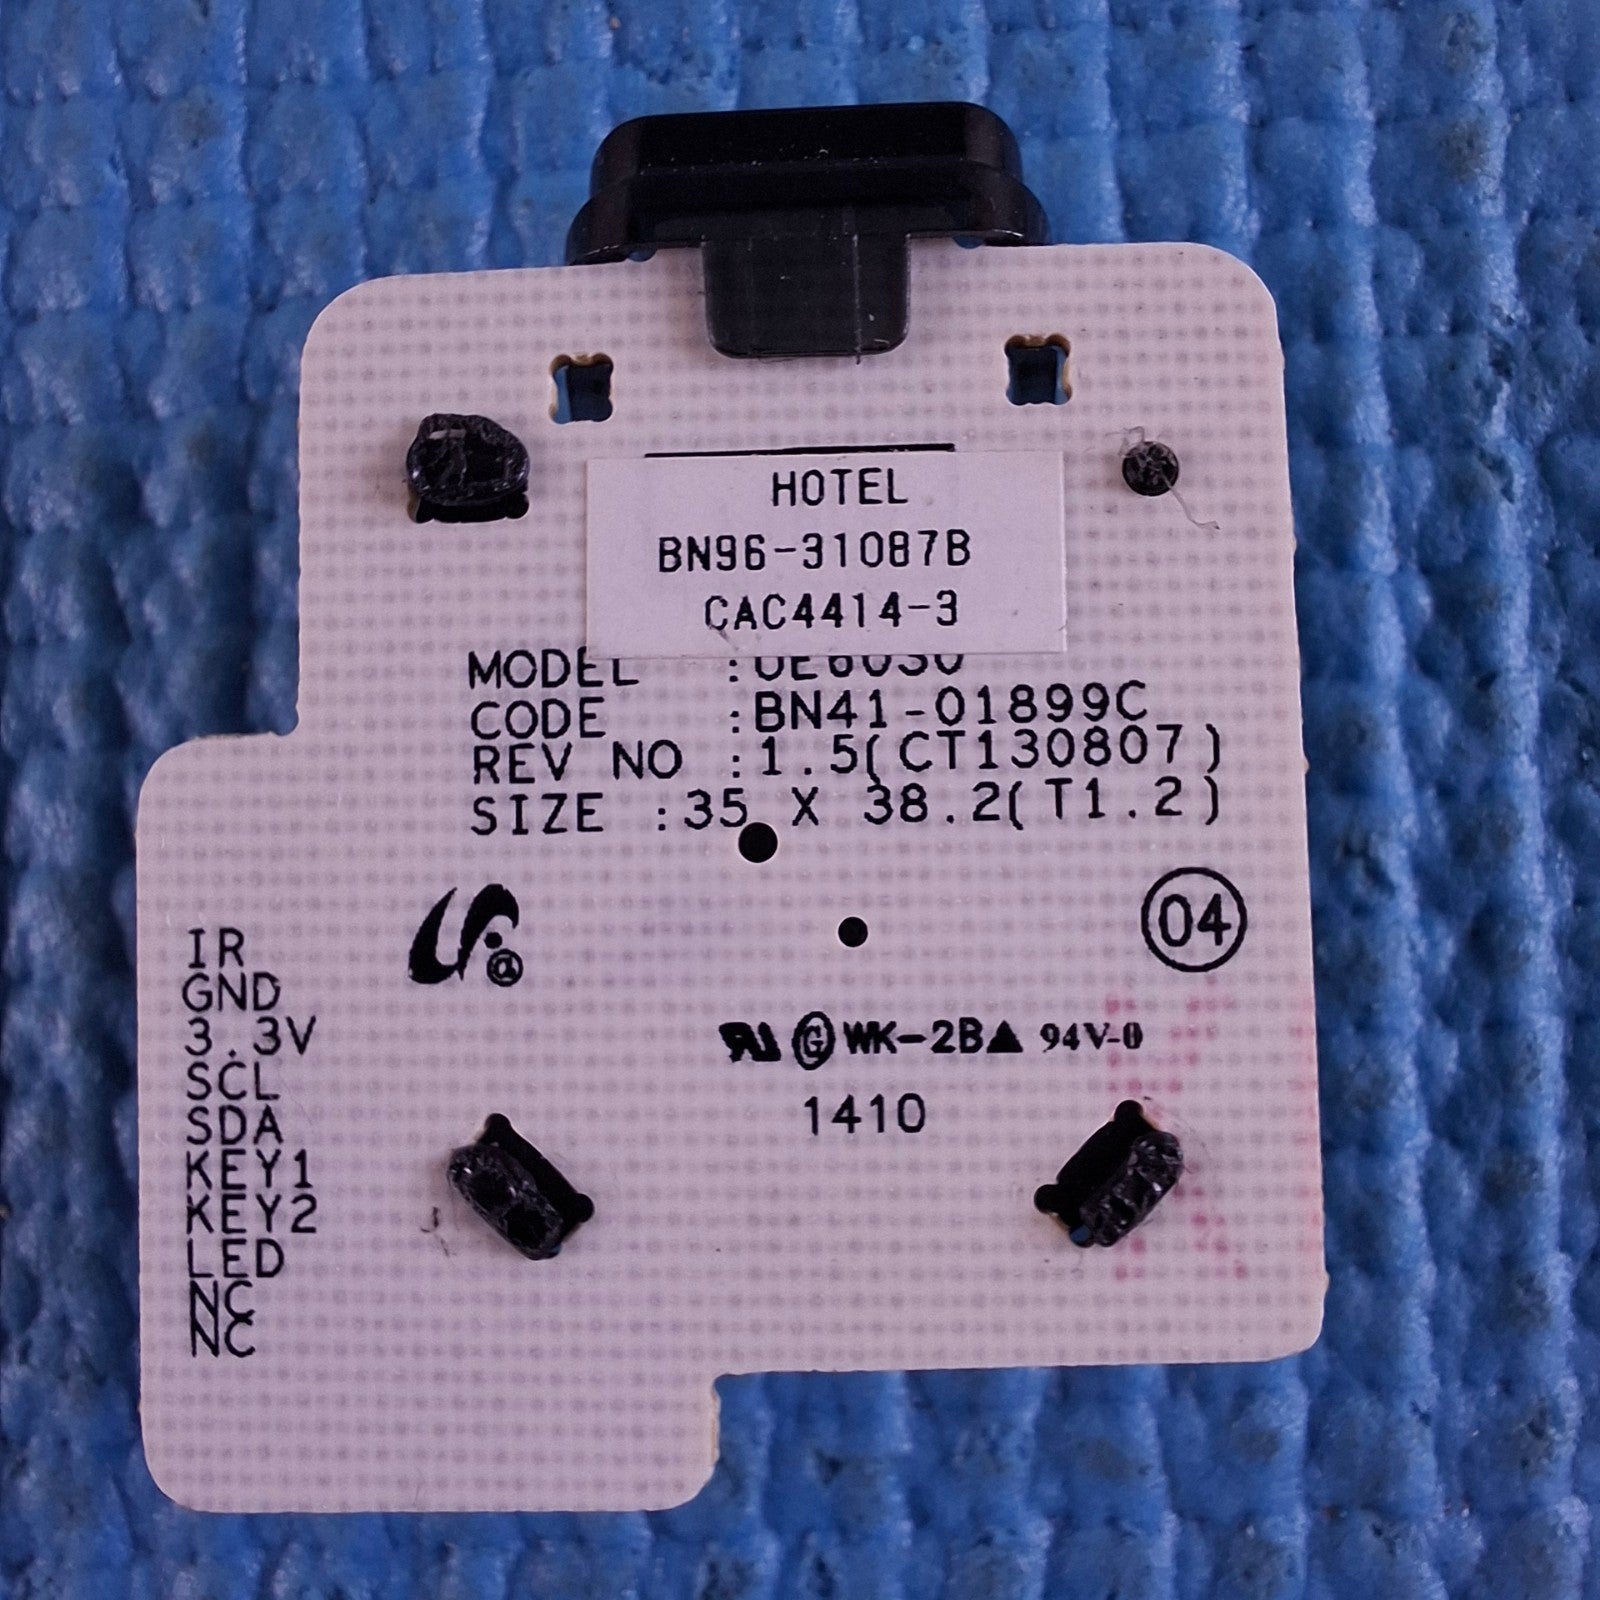 HOTEL
BN96-31087B
CAC4414-3
MODEL :UE6030
CODE :BN41-01899C
REV NO :1.5(CT130807)
SIZE :35 X 38.2(T1.2)
04
IR
GND
3.3V
SCL
SDA
KEY1
KEY2
LED
NC
NC
WK-2B▲ 94V-0
1410